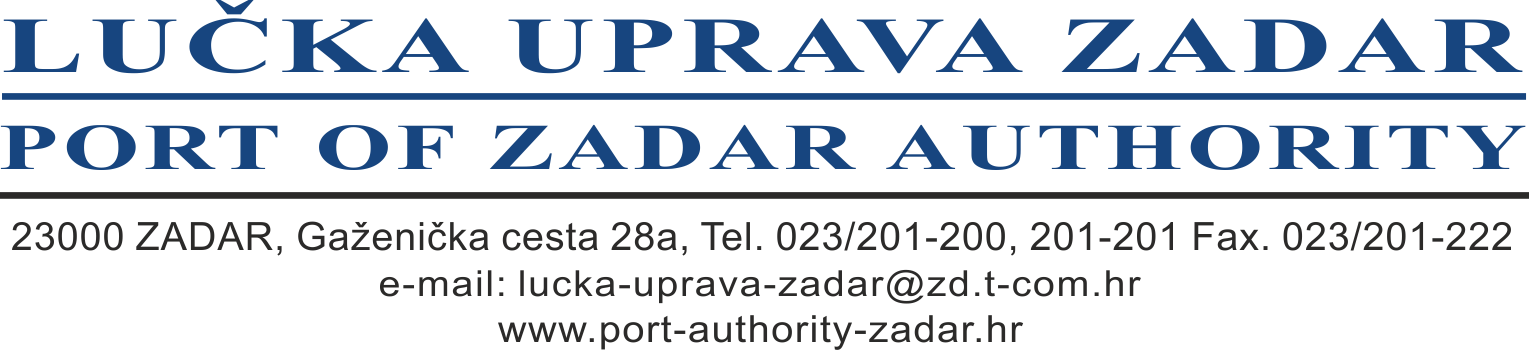 LUČKA UPRAVA ZADAR
PORT OF ZADAR AUTHORITY
23000 ZADAR, Gaženička cesta 28a, Tel. 023/201-200, 201-201 Fax. 023/201-222
e-mail: lucka-uprava-zadar@zd.t-com.hr
www.port-authority-zadar.hr